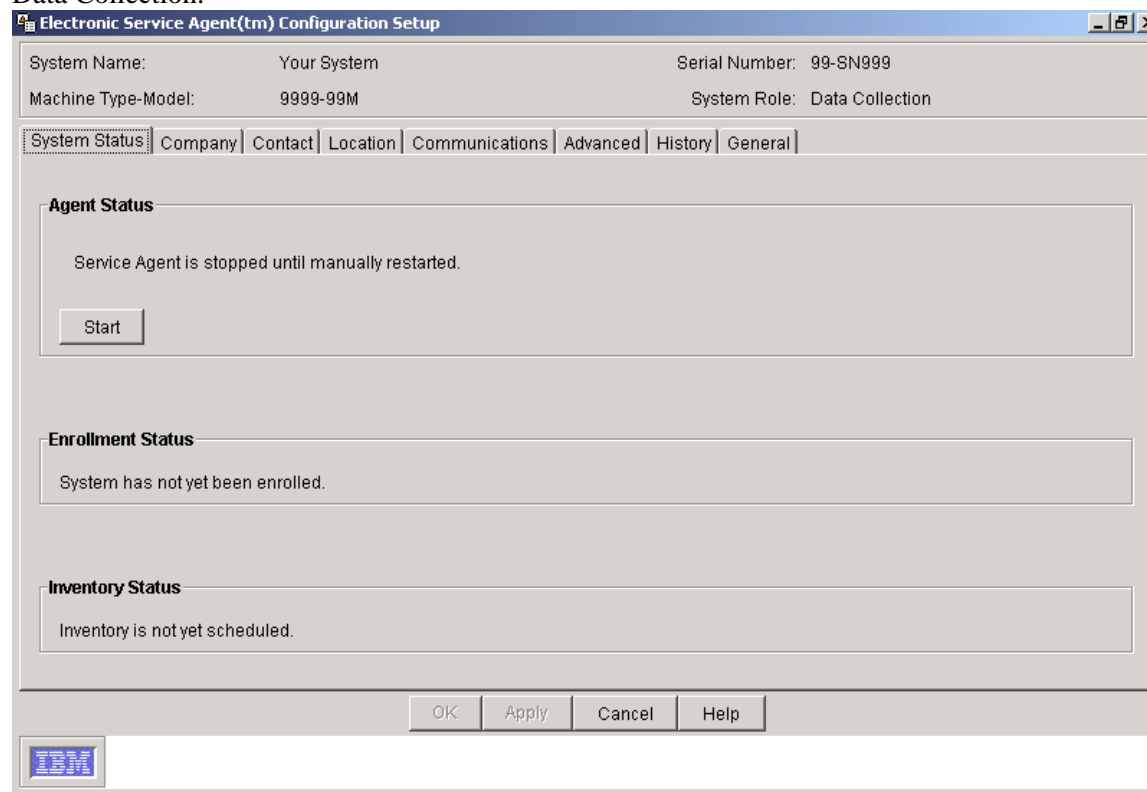 Data Collection.
Electronic Service Agent(tm) Configuration Setup
System Name: Your System Serial Number: 99-SN999
Machine Type-Model: 9999-99M System Role: Data Collection
System Status Company Contact Location Communications Advanced History General
Agent Status
Service Agent is stopped until manually restarted.
Start
Enrollment Status
System has not yet been enrolled.
Inventory Status
Inventory is not yet scheduled.
OK Apply Cancel Help
IBM